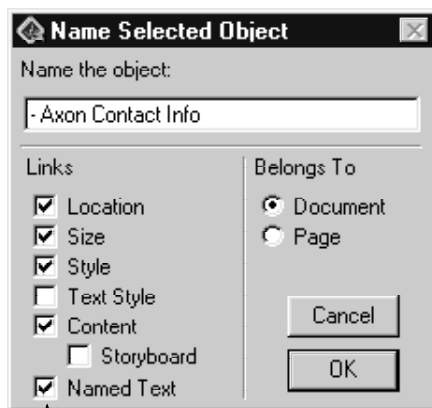 Name Selected Object
Name the object:
- Axon Contact Info
Links
Location
Size
Style
Text Style
Content
Storyboard
Named Text
Belongs To
Document
Page
Cancel
OK